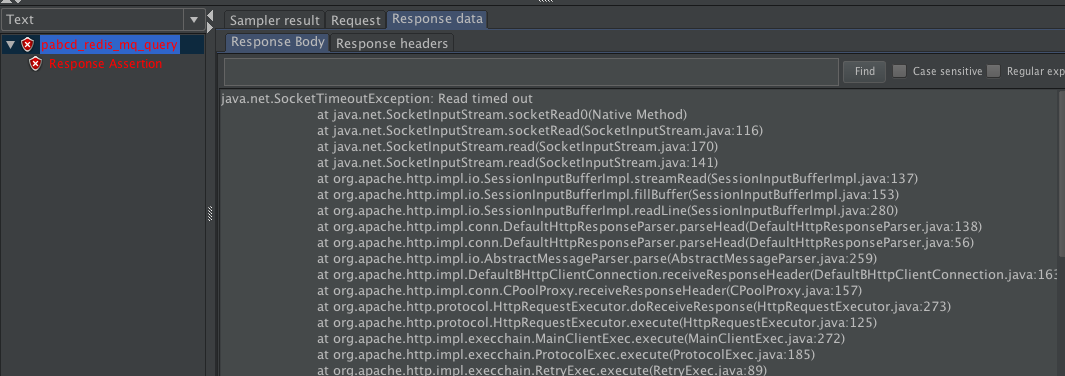 Text
Sampler result Request Response data
pabcd_redis_mq_query
Response Assertion
Response Body Response headers
Find Case sensitive Regular exp
java.net.SocketTimeoutException: Read timed out
at java.net.SocketInputStream.socketRead0(Native Method)
at java.net.SocketInputStream.socketRead(SocketInputStream.java:116)
at java.net.SocketInputStream.read(SocketInputStream.java:170)
at java.net.SocketInputStream.read(SocketInputStream.java:141)
at org.apache.http.impl.io.SessionInputBufferImpl.streamRead(SessionInputBufferImpl.java:137)
at org.apache.http.impl.io.SessionInputBufferImpl.fillBuffer(SessionInputBufferImpl.java:153)
at org.apache.http.impl.io.SessionInputBufferImpl.readLine(SessionInputBufferImpl.java:280)
at org.apache.http.impl.conn.DefaultHttpResponseParser.parseHead(DefaultHttpResponseParser.java:138)
at org.apache.http.impl.conn.DefaultHttpResponseParser.parseHead(DefaultHttpResponseParser.java:56)
at org.apache.http.impl.io.AbstractMessageParser.parse(AbstractMessageParser.java:259)
at org.apache.http.impl.DefaultBHttpClientConnection.receiveResponseHeader(DefaultBHttpClientConnection.java:163
at org.apache.http.impl.conn.CPoolProxy.receiveResponseHeader(CPoolProxy.java:157)
at org.apache.http.protocol.HttpRequestExecutor.doReceiveResponse(HttpRequestExecutor.java:273)
at org.apache.http.protocol.HttpRequestExecutor.execute(HttpRequestExecutor.java:125)
at org.apache.http.impl.execchain.MainClientExec.execute(MainClientExec.java:272)
at org.apache.http.impl.execchain.ProtocolExec.execute(ProtocolExec.java:185)
at org.apache.http.impl.execchain.RetryExec.execute(RetryExec.java:89)